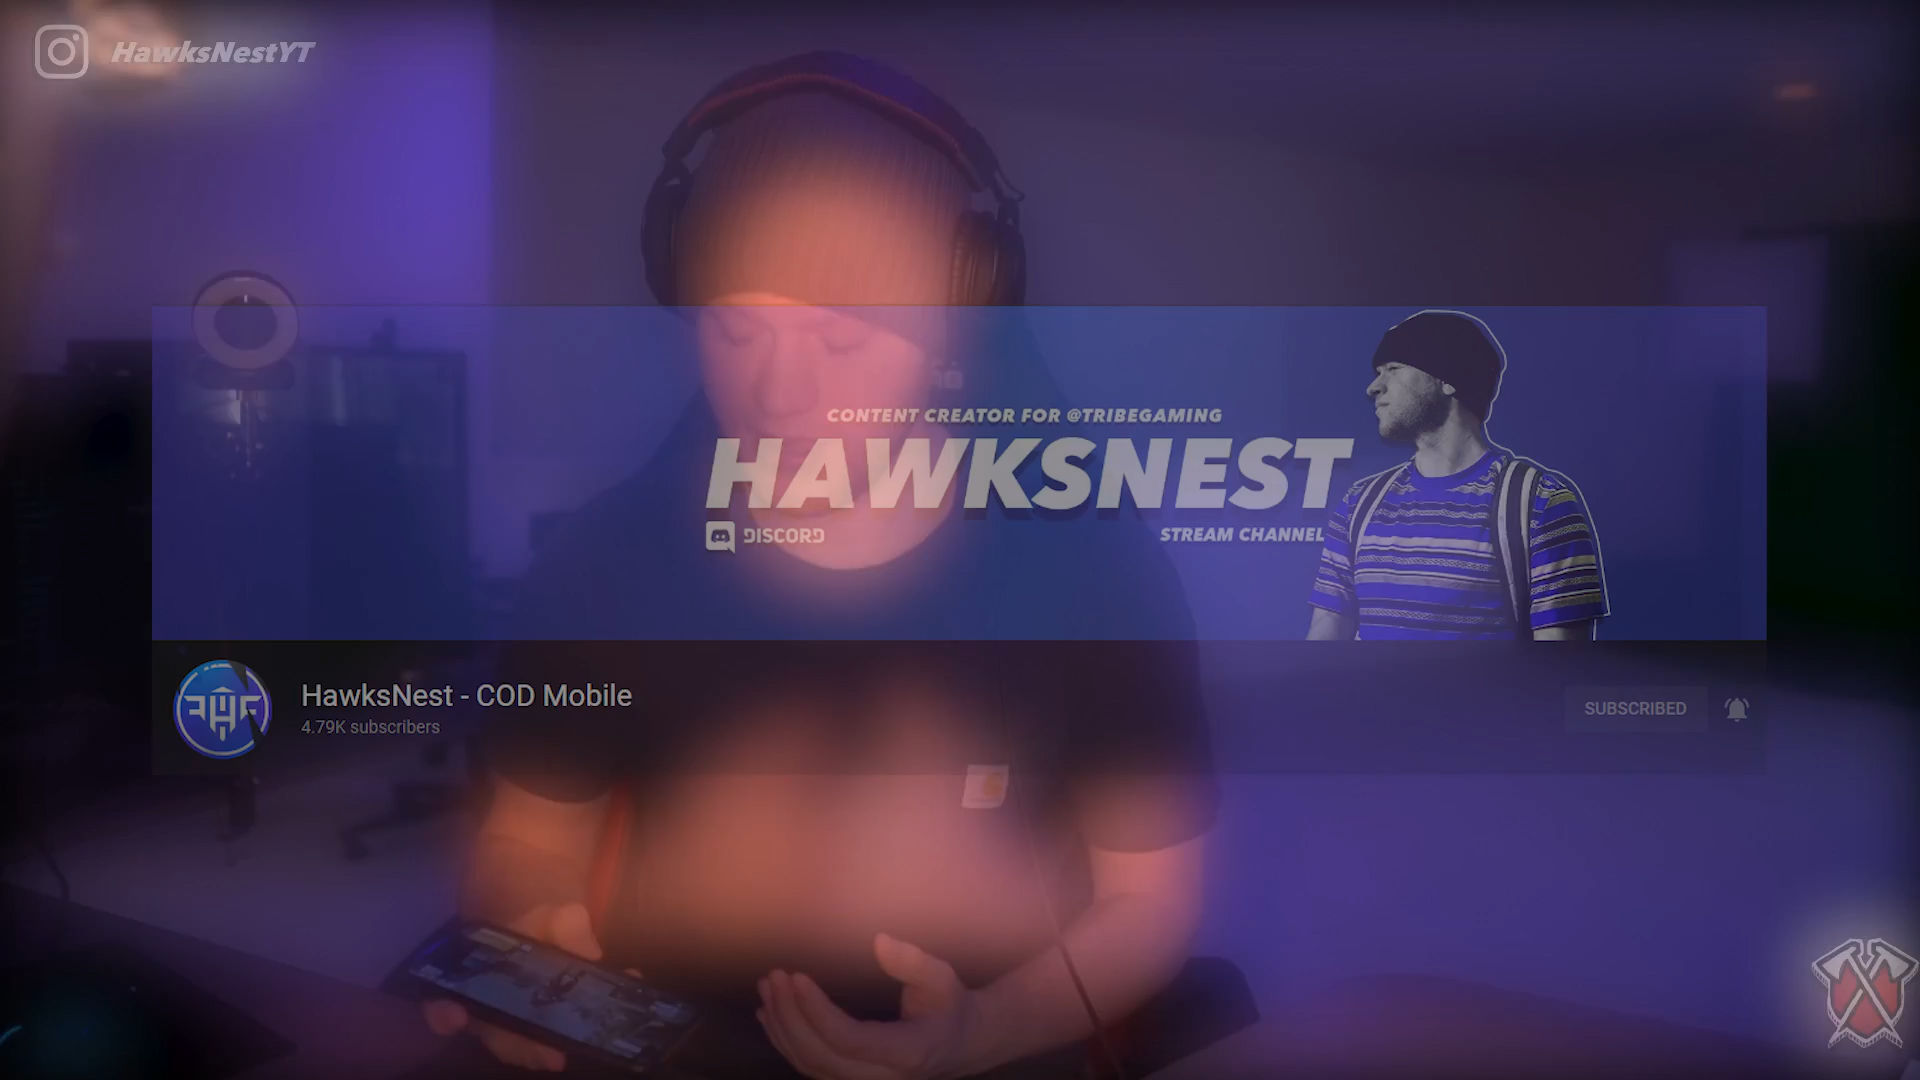 HawksNestYT
CONTENT CREATOR FOR @TRIBEGAMING
HAWKSNEST
DISCORD
STREAM CHANNEL
HawksNest - COD Mobile
4.79K subscribers
SUBSCRIBED